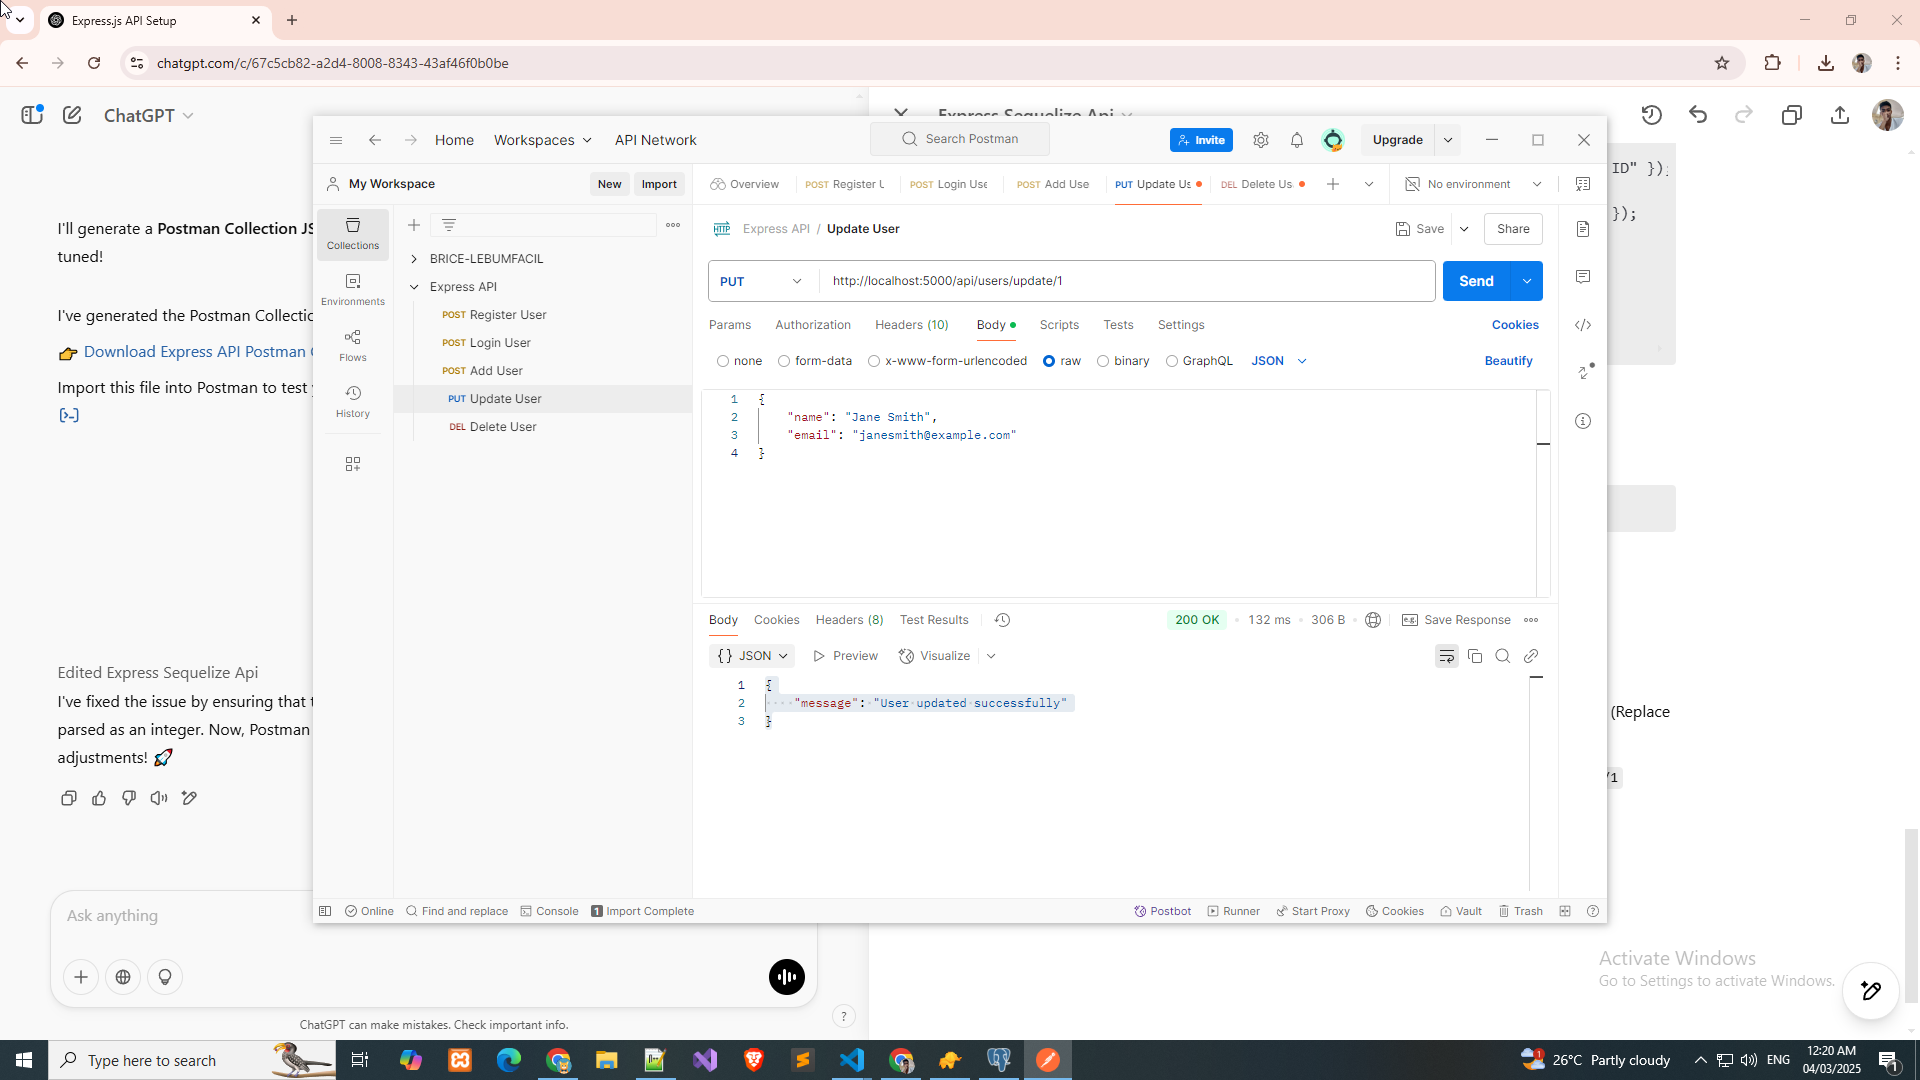 Express.js API Setup
chatgpt.com/c/67c5cb82-a2d4-8008-8343-43af46f0b0be
ChatGPT
Express Sequelize Api
I'll generate a Postman Collection JS
tuned!
I've generated the Postman Collectio
Download Express API Postman C
Import this file into Postman to test
Edited Express Sequelize Api
I've fixed the issue by ensuring that t
parsed as an integer. Now, Postman
adjustments!
Ask anything
ChatGPT can make mistakes. Check important info.
?
Home
Workspaces
API Network
Search Postman
Invite
Upgrade
My Workspace
New
Import
Overview
POST Register U
POST Login Use
POST Add Use
PUT Update Us
DEL Delete Us
No environment
Collections
Environments
Flows
History
BRICE-LEBUMFACIL
Express API
POST Register User
POST Login User
POST Add User
PUT Update User
DEL Delete User
HTTP
Express API / Update User
Save
Share
PUT
http://localhost:5000/api/users/update/1
Send
Params
Authorization
Headers (10)
Body
Scripts
Tests
Settings
Cookies
none
form-data
x-www-form-urlencoded
raw
binary
GraphQL
JSON
Beautify
1 {
2 "name": "Jane Smith",
3 "email": "janesmith@example.com"
4 }
Body
Cookies
Headers (8)
Test Results
200 OK
132 ms
306 B
Save Response
{} JSON
Preview
Visualize
1 {
2 "message": "User updated successfully"
3 }
Online
Find and replace
Console
1 Import Complete
Postbot
Runner
Start Proxy
Cookies
Vault
Trash
ID" });
});
(Replace
/1
Activate Windows
Go to Settings to activate Windows.
Type here to search
26°C Partly cloudy
ENG
12:20 AM
04/03/2025
1